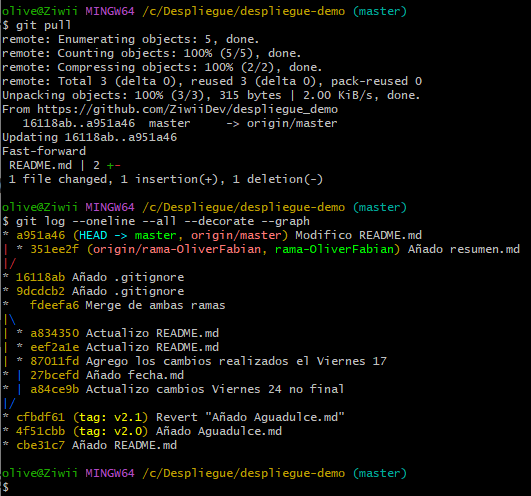 olive@Ziwii MINGW64 /c/Despliegue/despliegue-demo (master)
$ git pull
remote: Enumerating objects: 5, done.
remote: Counting objects: 100% (5/5), done.
remote: Compressing objects: 100% (2/2), done.
remote: Total 3 (delta 0), reused 3 (delta 0), pack-reused 0
Unpacking objects: 100% (3/3), 315 bytes | 2.00 KiB/s, done.
From https://github.com/ZiwiiDev/despliegue_demo
   16118ab..a951a46  master     -> origin/master
Updating 16118ab..a951a46
Fast-forward
 README.md | 2 +-
 1 file changed, 1 insertion(+), 1 deletion(-)
olive@Ziwii MINGW64 /c/Despliegue/despliegue-demo (master)
$ git log --oneline --all --decorate --graph
* a951a46 (HEAD -> master, origin/master) Modifico README.md
| * 351ee2f (origin/rama-OliverFabian, rama-OliverFabian) Añado resumen.md
|/
* 16118ab Añado .gitignore
* 9dcdcb2 Añado .gitignore
*   fdeefa6 Merge de ambas ramas
|\
| * a834350 Actualizo README.md
| * eef2a1e Actualizo README.md
| * 87011fd Agrego los cambios realizados el Viernes 17
* | 27bcefd Añado fecha.md
* | a84ce9b Actualizo cambios Viernes 24 no final
|/
* cfbdf61 (tag: v2.1) Revert "Añado Aguadulce.md"
* 4f51cbb (tag: v2.0) Añado Aguadulce.md
* cbe31c7 Añado README.md
olive@Ziwii MINGW64 /c/Despliegue/despliegue-demo (master)
$